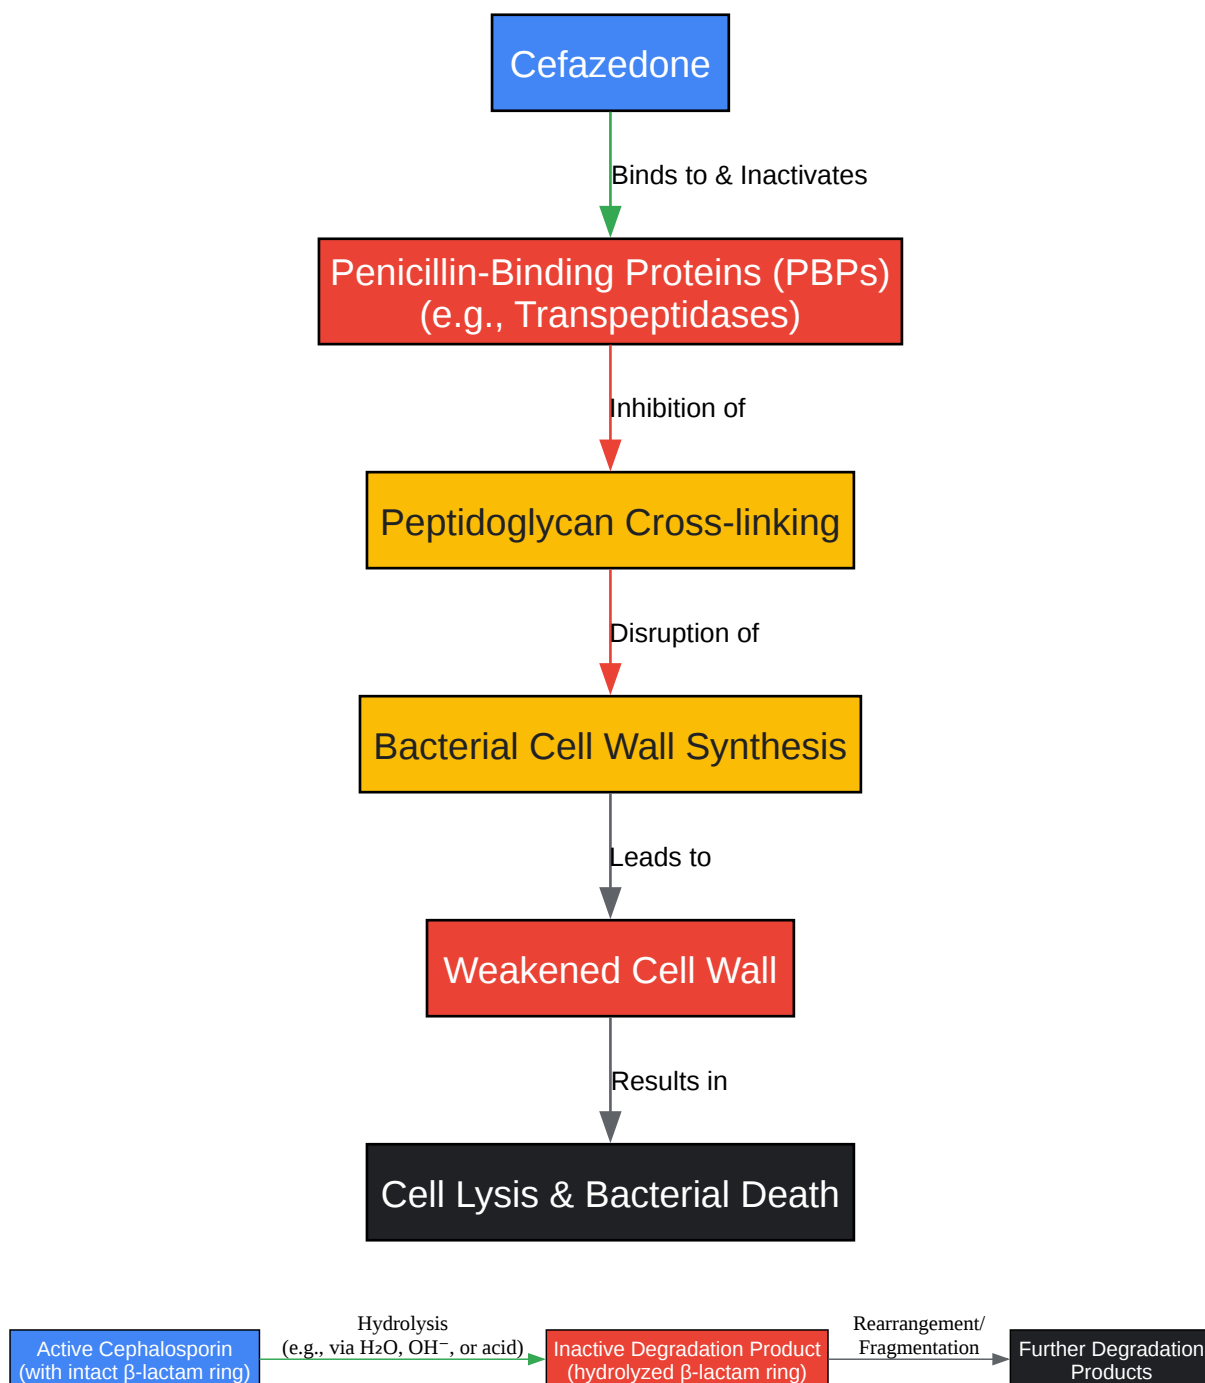 Cefazedone
Binds to & Inactivates
Penicillin-Binding Proteins (PBPs)
(e.g., Transpeptidases)
Inhibition of
Peptidoglycan Cross-linking
Disruption of
Bacterial Cell Wall Synthesis
Leads to
Weakened Cell Wall
Results in
Cell Lysis & Bacterial Death
Active Cephalosporin
(with intact β-lactam ring)
Hydrolysis
(e.g., via H₂O, OH⁻, or acid)
Inactive Degradation Product
(hydrolyzed β-lactam ring)
Rearrangement/
Fragmentation
Further Degradation
Products